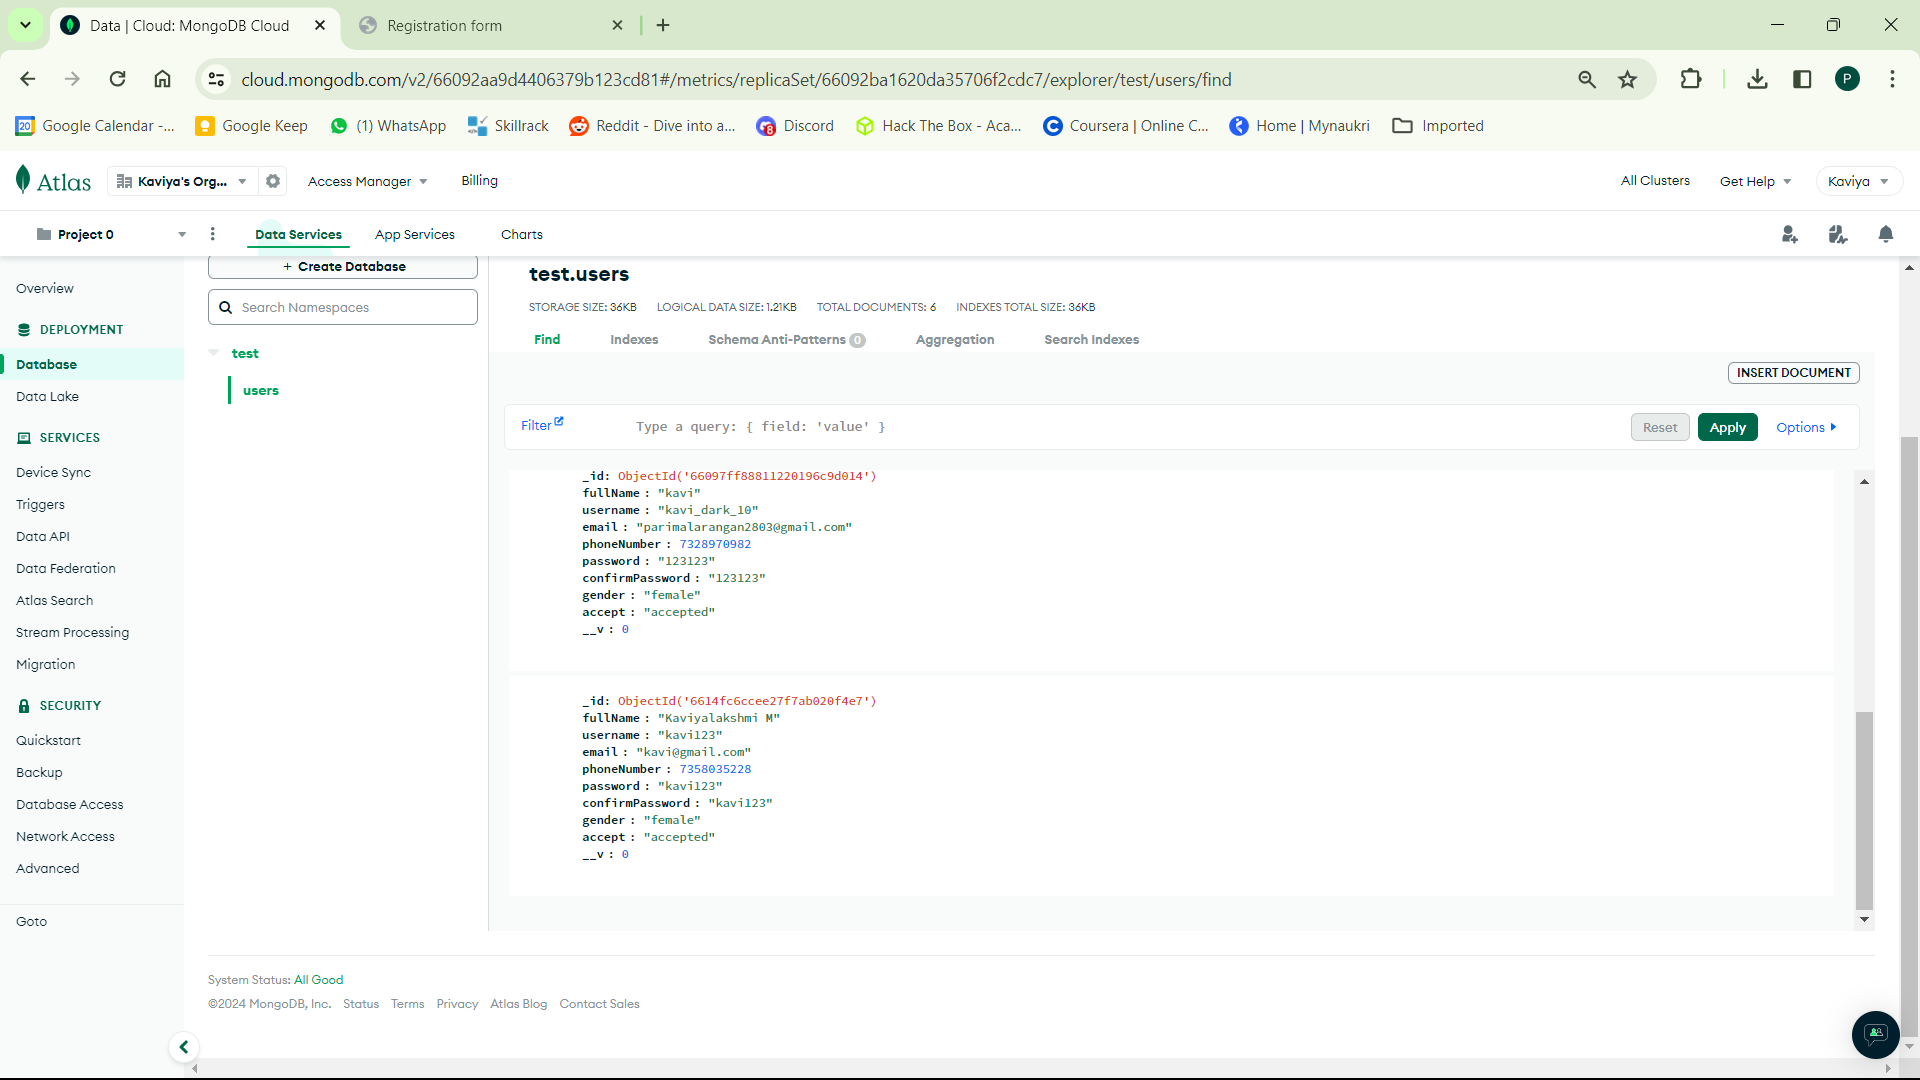 Data | Cloud: MongoDB Cloud
Registration form
cloud.mongodb.com/v2/66092aa9d4406379b123cd81#/metrics/replicaSet/66092ba1620da35706f2cdc7/explorer/test/users/find
P
20 Google Calendar -...
Google Keep
(1) WhatsApp
Skillrack
Reddit - Dive into a...
8 Discord
Hack The Box - Aca...
Coursera | Online C...
Home | Mynaukri
Imported
Atlas
Kaviya's Org...
Access Manager
Billing
All Clusters
Get Help
Kaviya
Project 0
Data Services
App Services
Charts
Overview
DEPLOYMENT
Database
Data Lake
SERVICES
Device Sync
Triggers
Data API
Data Federation
Atlas Search
Stream Processing
Migration
SECURITY
Quickstart
Backup
Database Access
Network Access
Advanced
Goto
+ Create Database
Search Namespaces
test
users
test.users
STORAGE SIZE: 36KB LOGICAL DATA SIZE: 1.21KB TOTAL DOCUMENTS: 6 INDEXES TOTAL SIZE: 36KB
Find
Indexes
Schema Anti-Patterns 0
Aggregation
Search Indexes
INSERT DOCUMENT
Filter
Type a query: { field: 'value' }
Reset
Apply
Options
_id: ObjectId('66097ff88811220196c9d014')
fullName : "kavi"
username : "kavi_dark_10"
email : "parimalarangan2803@gmail.com"
phoneNumber : 7328970982
password : "123123"
confirmPassword : "123123"
gender : "female"
accept : "accepted"
__v : 0
_id: ObjectId('6614fc6ccee27f7ab020f4e7')
fullName : "Kaviyalakshmi M"
username : "kavi123"
email : "kavi@gmail.com"
phoneNumber : 7358035228
password : "kavi123"
confirmPassword : "kavi123"
gender : "female"
accept : "accepted"
__v : 0
System Status: All Good
©2024 MongoDB, Inc. Status Terms Privacy Atlas Blog Contact Sales